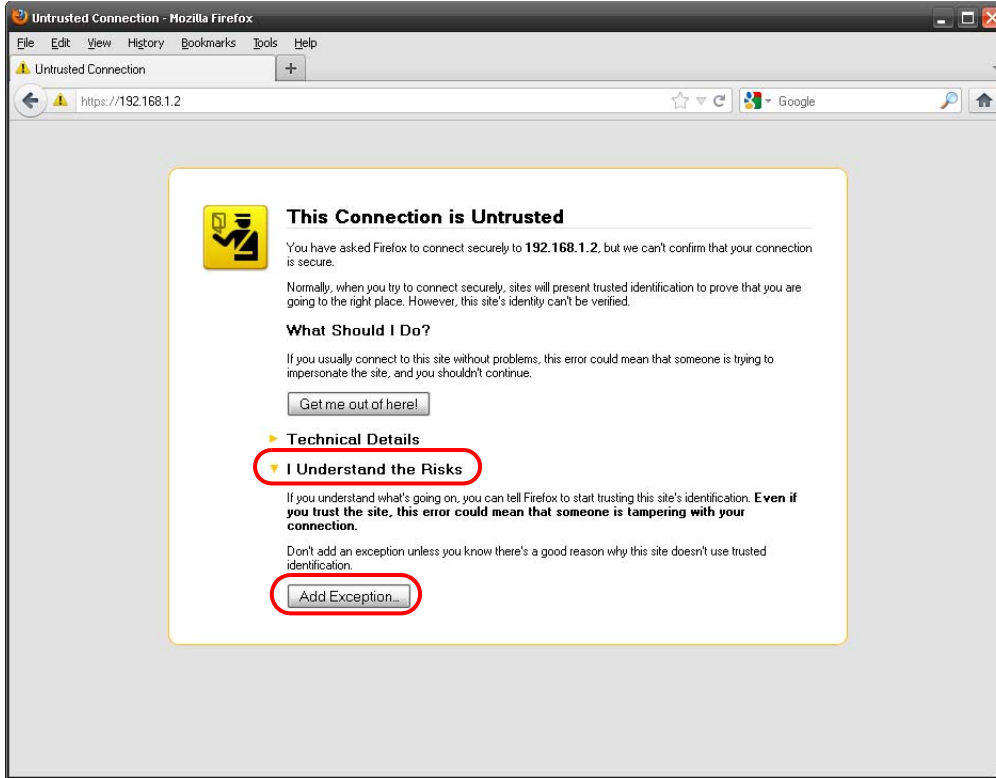 Untrusted Connection - Mozilla Firefox
File Edit View History Bookmarks Tools Help
Untrusted Connection
+
https://192.168.1.2
Google
This Connection is Untrusted
You have asked Firefox to connect securely to 192.168.1.2, but we can't confirm that your connection
is secure.
Normally, when you try to connect securely, sites will present trusted identification to prove that you are
going to the right place. However, this site's identity can't be verified.
What Should I Do?
If you usually connect to this site without problems, this error could mean that someone is trying to
impersonate the site, and you shouldn't continue.
Get me out of here!
Technical Details
I Understand the Risks
If you understand what's going on, you can tell Firefox to start trusting this site's identification. Even if
you trust the site, this error could mean that someone is tampering with your
connection.
Don't add an exception unless you know there's a good reason why this site doesn't use trusted
identification.
Add Exception...